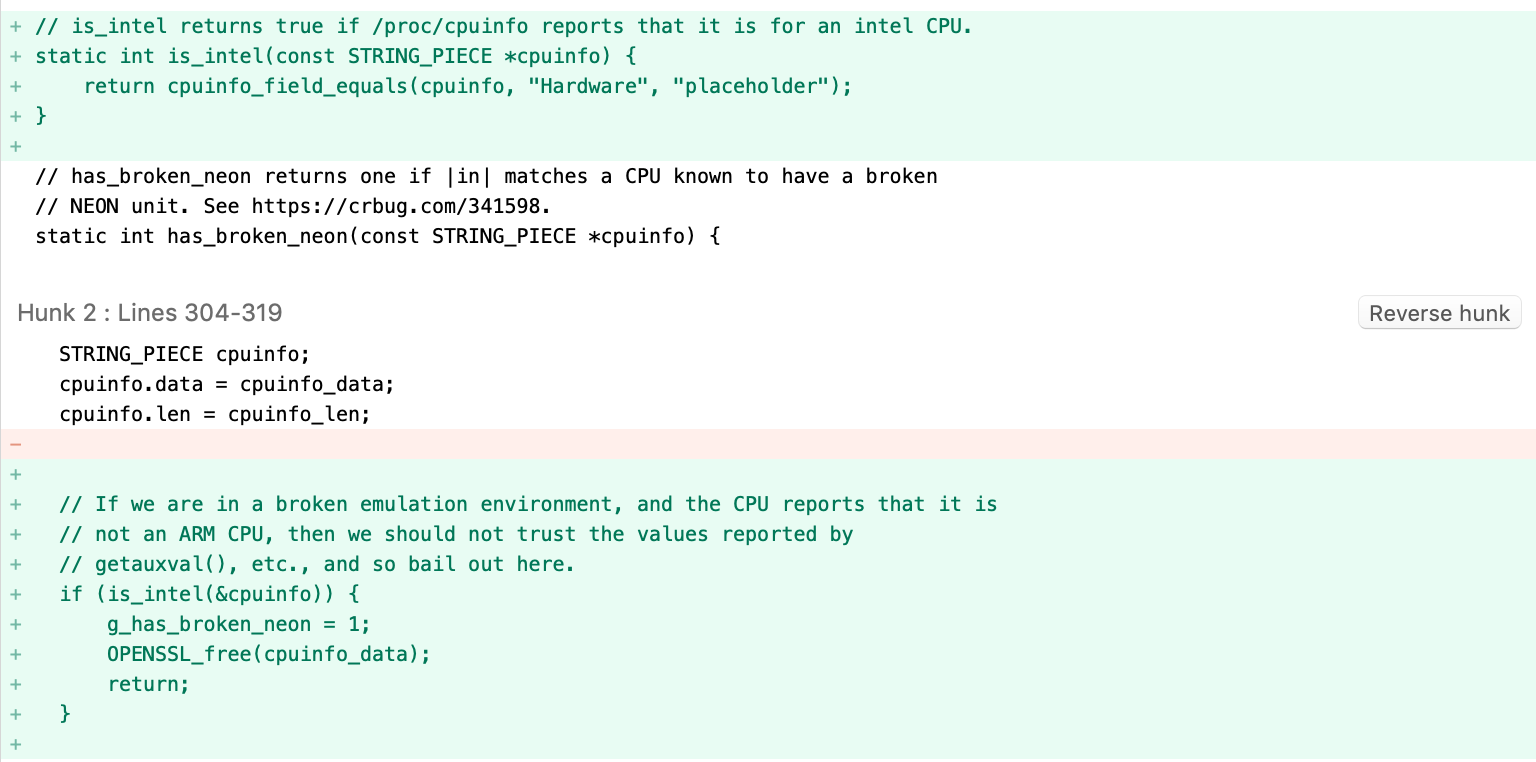 + // is_intel returns true if /proc/cpuinfo reports that it is for an intel CPU.
+ static int is_intel(const STRING_PIECE *cpuinfo) {
+     return cpuinfo_field_equals(cpuinfo, "Hardware", "placeholder");
+ }
+
// has_broken_neon returns one if |in| matches a CPU known to have a broken
// NEON unit. See https://crbug.com/341598.
static int has_broken_neon(const STRING_PIECE *cpuinfo) {
Hunk 2 : Lines 304-319
Reverse hunk
STRING_PIECE cpuinfo;
cpuinfo.data = cpuinfo_data;
cpuinfo.len = cpuinfo_len;
−
+
+   // If we are in a broken emulation environment, and the CPU reports that it is
+   // not an ARM CPU, then we should not trust the values reported by
+   // getauxval(), etc., and so bail out here.
+   if (is_intel(&cpuinfo)) {
+       g_has_broken_neon = 1;
+       OPENSSL_free(cpuinfo_data);
+       return;
+   }
+